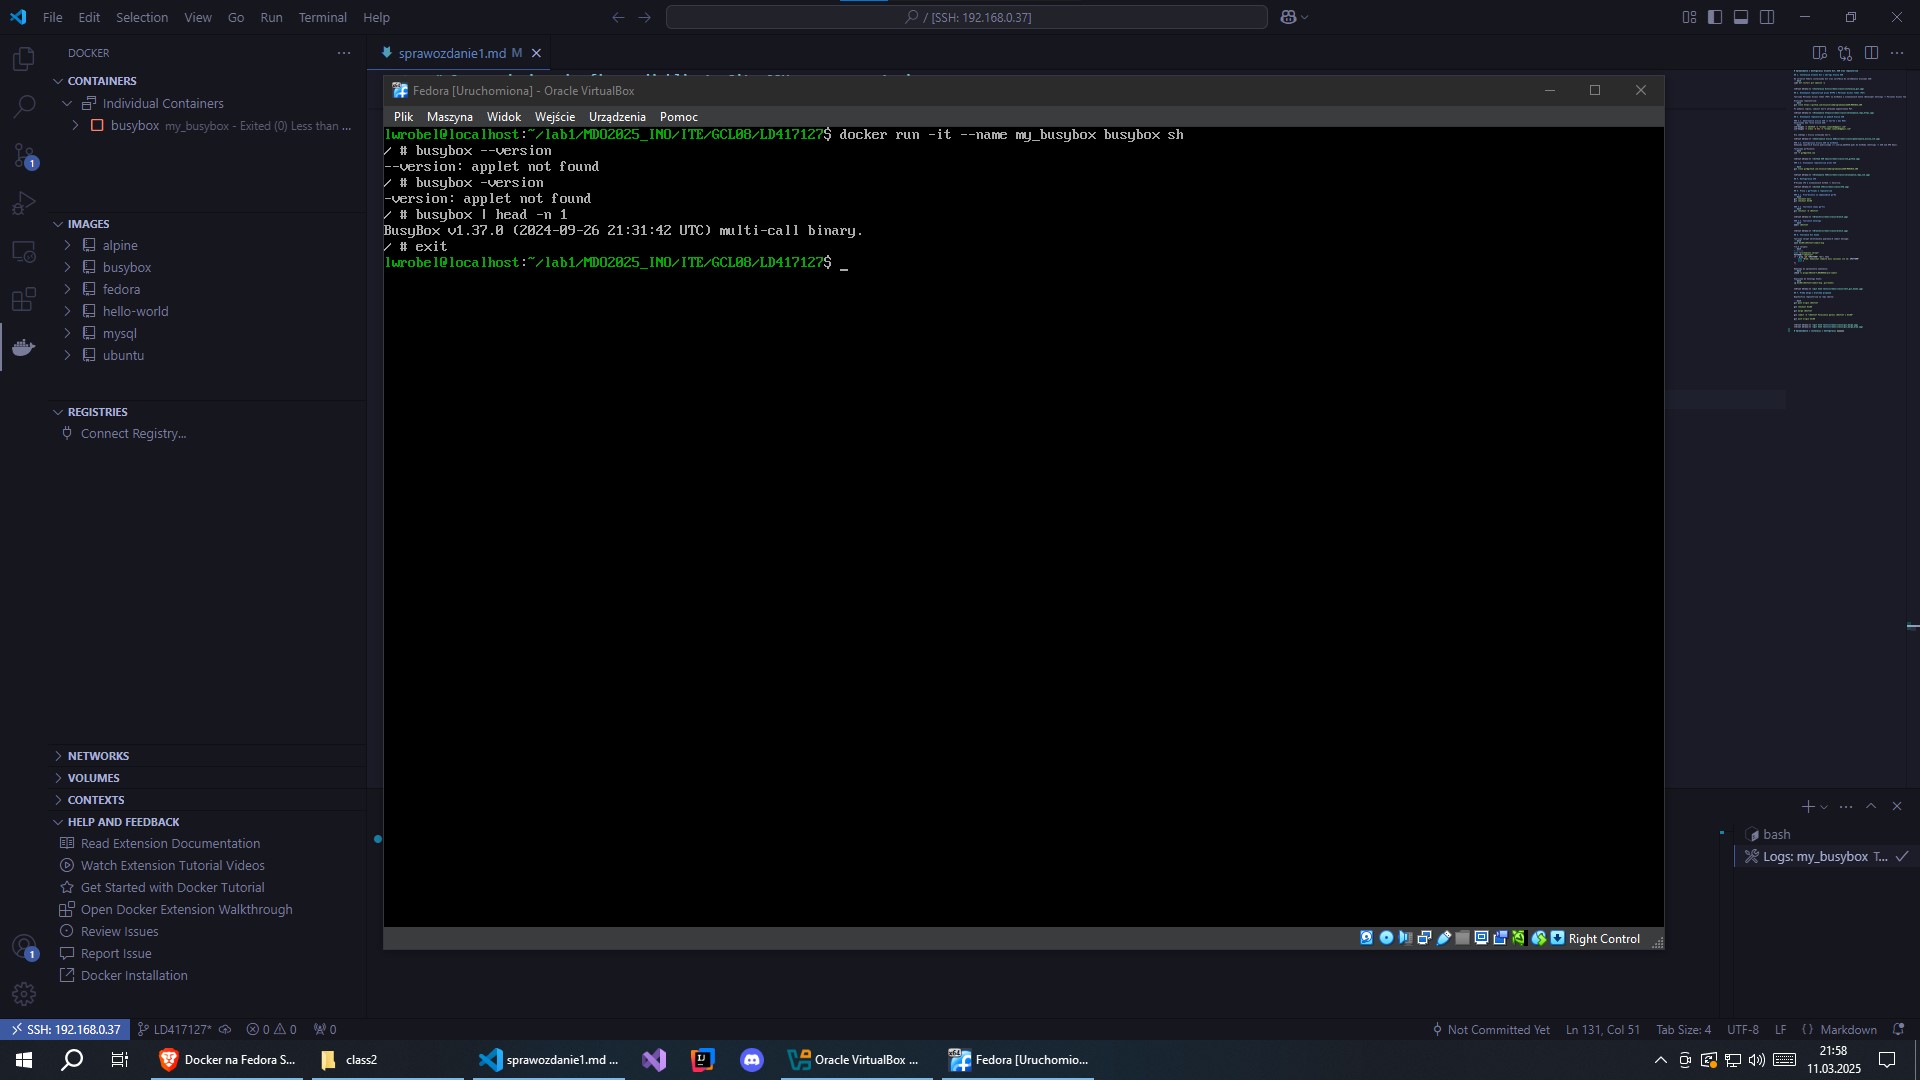 File Edit Selection View Go Run Terminal Help
/ [SSH: 192.168.0.37]
DOCKER
CONTAINERS
Individual Containers
busybox my_busybox - Exited (0) Less than ...
IMAGES
alpine
busybox
fedora
hello-world
mysql
ubuntu
REGISTRIES
Connect Registry...
NETWORKS
VOLUMES
CONTEXTS
HELP AND FEEDBACK
Read Extension Documentation
Watch Extension Tutorial Videos
Get Started with Docker Tutorial
Open Docker Extension Walkthrough
Review Issues
Report Issue
Docker Installation
1
1
sprawozdanie1.md M
Fedora [Uruchomiona] - Oracle VirtualBox
Plik Maszyna Widok Wejście Urządzenia Pomoc
lwrobel@localhost:~/lab1/MDO2025_INO/ITE/GCL08/LD417127$ docker run -it --name my_busybox busybox sh
/ # busybox --version
--version: applet not found
/ # busybox -version
-version: applet not found
/ # busybox | head -n 1
BusyBox v1.37.0 (2024-09-26 21:31:42 UTC) multi-call binary.
/ # exit
lwrobel@localhost:~/lab1/MDO2025_INO/ITE/GCL08/LD417127$ _
Right Control
bash
Logs: my_busybox T...
SSH: 192.168.0.37 LD417127* 0 0 0
Not Committed Yet Ln 131, Col 51 Tab Size: 4 UTF-8 LF {} Markdown
Docker na Fedora S... class2 sprawozdanie1.md ... Oracle VirtualBox ... Fedora [Uruchomio...
21:58
11.03.2025